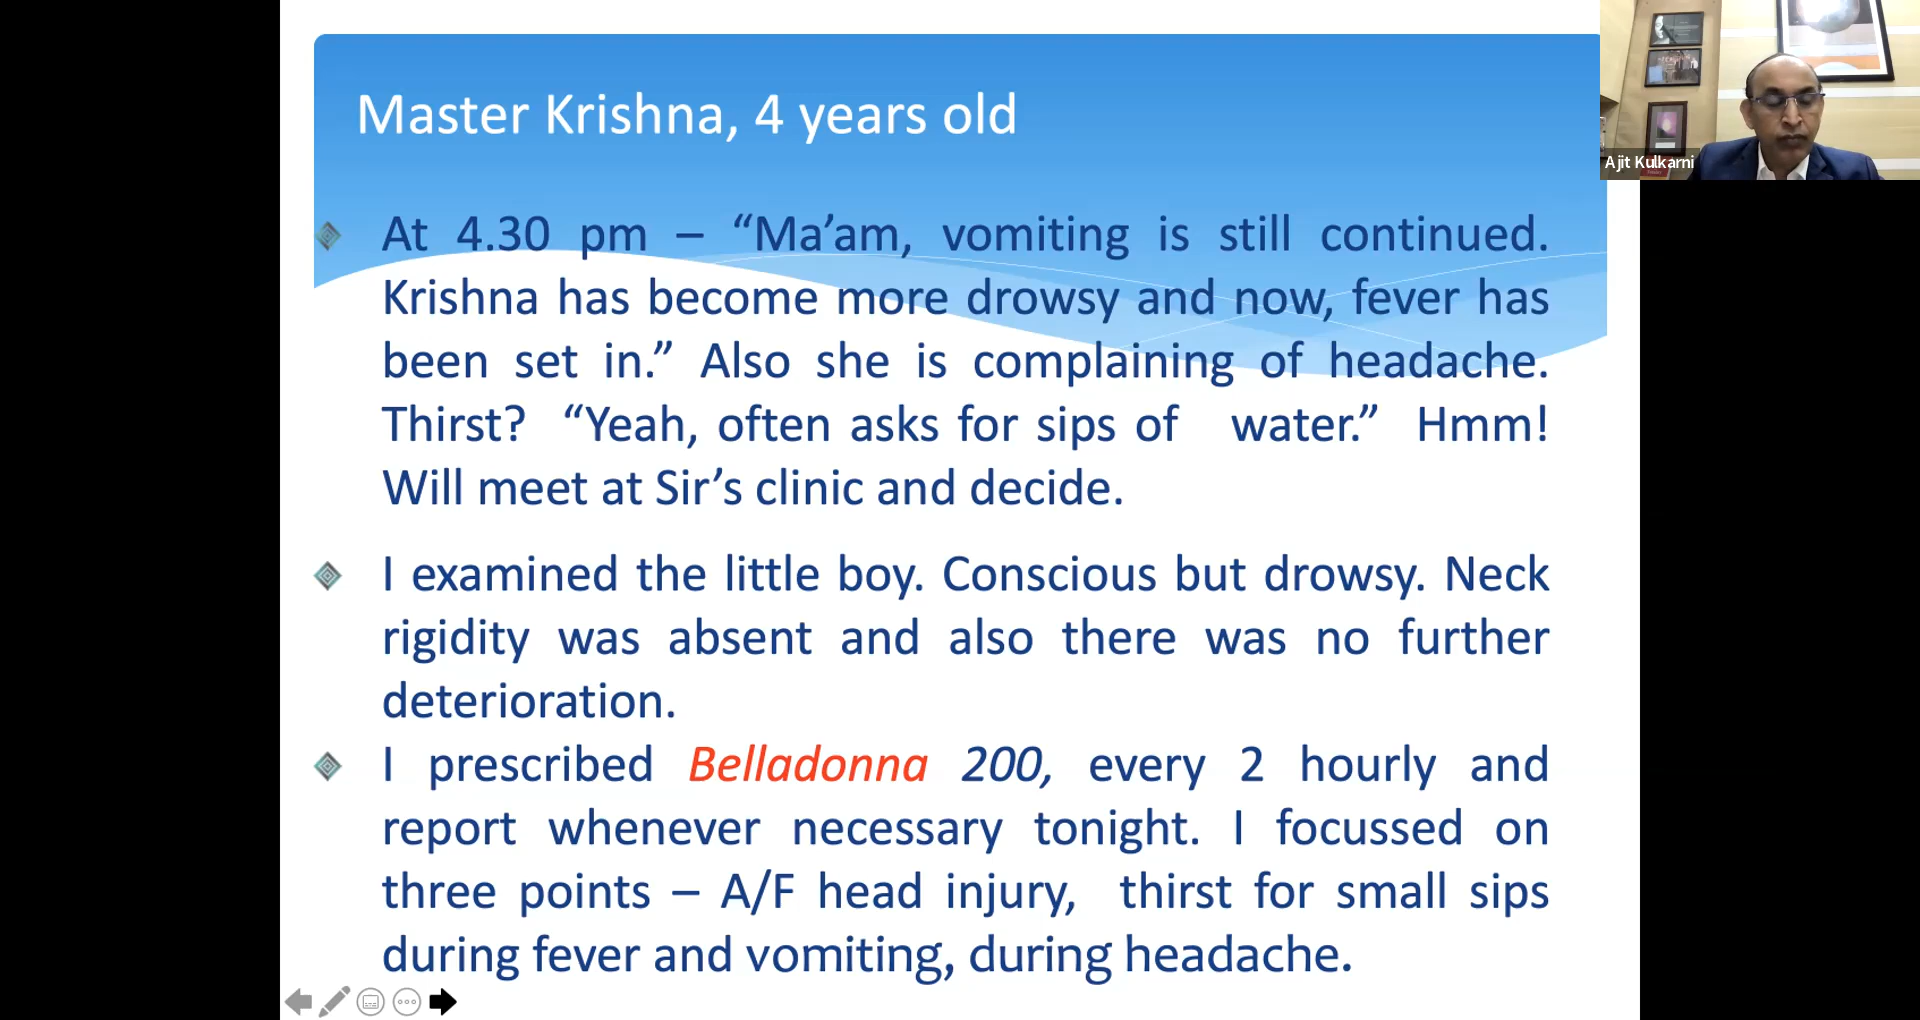 Master Krishna, 4 years old
Ajit Kulkarni
At 4.30 pm – “Ma’am, vomiting is still continued.
Krishna has become more drowsy and now, fever has
been set in.” Also she is complaining of headache.
Thirst? “Yeah, often asks for sips of water.” Hmm!
Will meet at Sir’s clinic and decide.
I examined the little boy. Conscious but drowsy. Neck
rigidity was absent and also there was no further
deterioration.
I prescribed Belladonna 200, every 2 hourly and
report whenever necessary tonight. I focussed on
three points – A/F head injury, thirst for small sips
during fever and vomiting, during headache.